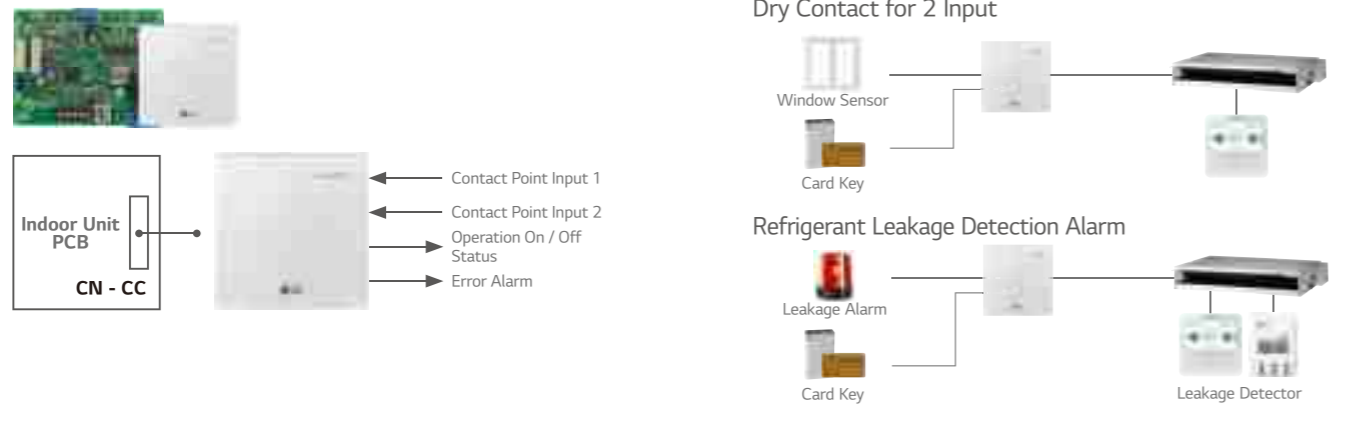 Indoor Unit
PCB
CN - CC
Contact Point Input 1
Contact Point Input 2
Operation On / Off
Status
Error Alarm
Dry Contact for 2 Input
Window Sensor
Card Key
Refrigerant Leakage Detection Alarm
Leakage Alarm
Card Key
Leakage Detector